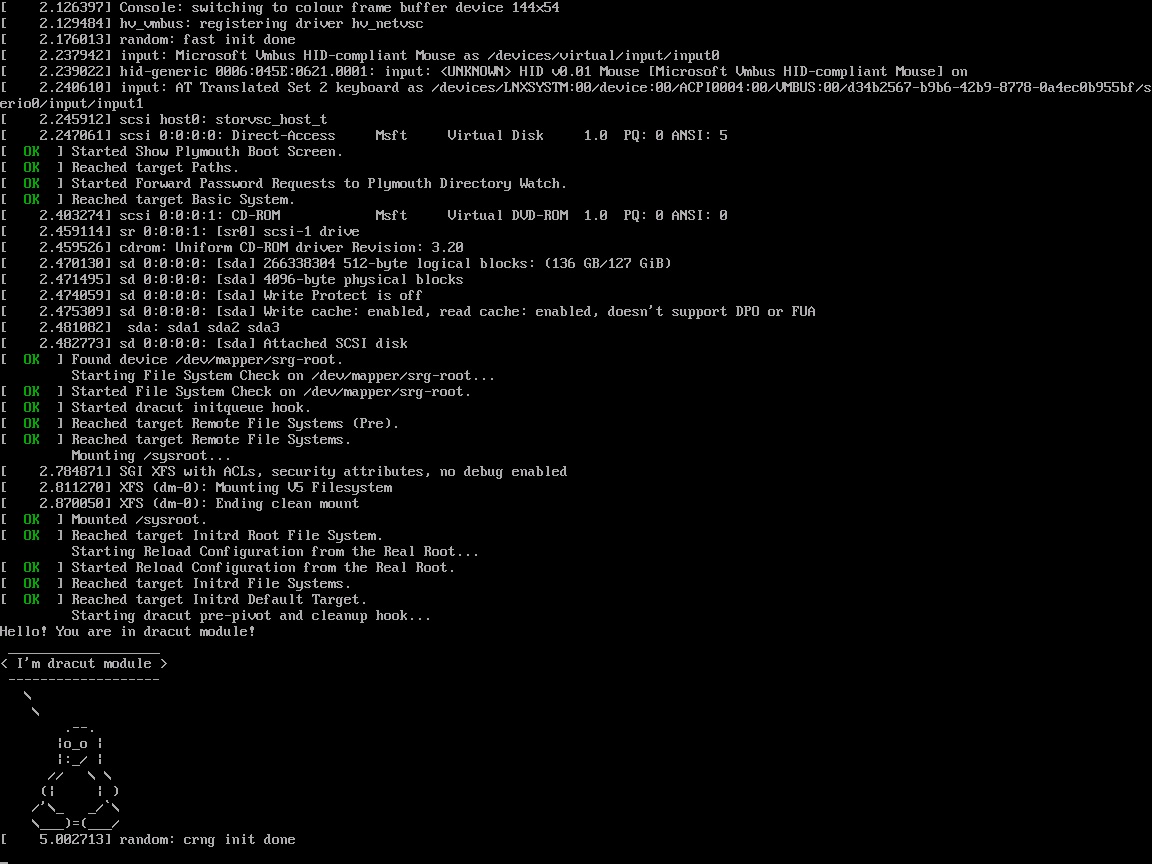 [    2.126397] Console: switching to colour frame buffer device 144x54
[    2.129484] hv_vmbus: registering driver hv_netvsc
[    2.176013] random: fast init done
[    2.237942] input: Microsoft Vmbus HID-compliant Mouse as /devices/virtual/input/input0
[    2.239022] hid-generic 0006:045E:0621.0001: input: <UNKNOWN> HID v0.01 Mouse [Microsoft Vmbus HID-compliant Mouse] on
[    2.240610] input: AT Translated Set 2 keyboard as /devices/LNXSYSTM:00/device:00/ACPI0004:00/VMBUS:00/d34b2567-b9b6-42b9-8778-0a4ec0b955bf/s
erio0/input/input1
[    2.245912] scsi host0: storvsc_host_t
[    2.247061] scsi 0:0:0:0: Direct-Access     Msft     Virtual Disk     1.0  PQ: 0 ANSI: 5
[  OK  ] Started Show Plymouth Boot Screen.
[  OK  ] Reached target Paths.
[  OK  ] Started Forward Password Requests to Plymouth Directory Watch.
[  OK  ] Reached target Basic System.
[    2.403274] scsi 0:0:0:1: CD-ROM            Msft     Virtual DVD-ROM  1.0  PQ: 0 ANSI: 0
[    2.459114] sr 0:0:0:1: [sr0] scsi-1 drive
[    2.459526] cdrom: Uniform CD-ROM driver Revision: 3.20
[    2.470130] sd 0:0:0:0: [sda] 266338304 512-byte logical blocks: (136 GB/127 GiB)
[    2.471495] sd 0:0:0:0: [sda] 4096-byte physical blocks
[    2.474059] sd 0:0:0:0: [sda] Write Protect is off
[    2.475309] sd 0:0:0:0: [sda] Write cache: enabled, read cache: enabled, doesn't support DPO or FUA
[    2.481082]  sda: sda1 sda2 sda3
[    2.482773] sd 0:0:0:0: [sda] Attached SCSI disk
[  OK  ] Found device /dev/mapper/srg-root.
         Starting File System Check on /dev/mapper/srg-root...
[  OK  ] Started File System Check on /dev/mapper/srg-root.
[  OK  ] Started dracut initqueue hook.
[  OK  ] Reached target Remote File Systems (Pre).
[  OK  ] Reached target Remote File Systems.
         Mounting /sysroot...
[    2.784871] SGI XFS with ACLs, security attributes, no debug enabled
[    2.811270] XFS (dm-0): Mounting V5 Filesystem
[    2.870050] XFS (dm-0): Ending clean mount
[  OK  ] Mounted /sysroot.
[  OK  ] Reached target Initrd Root File System.
         Starting Reload Configuration from the Real Root...
[  OK  ] Started Reload Configuration from the Real Root.
[  OK  ] Reached target Initrd File Systems.
[  OK  ] Reached target Initrd Default Target.
         Starting dracut pre-pivot and cleanup hook...
Hello! You are in dracut module!
 ___________________
< I'm dracut module >
 -------------------
   \
    \
        .--.
       |o_o |
       |:_/ |
      //   \ \
     (|     | )
    /'\_   _/`\
    \___)=(___/
[    5.002713] random: crng init done